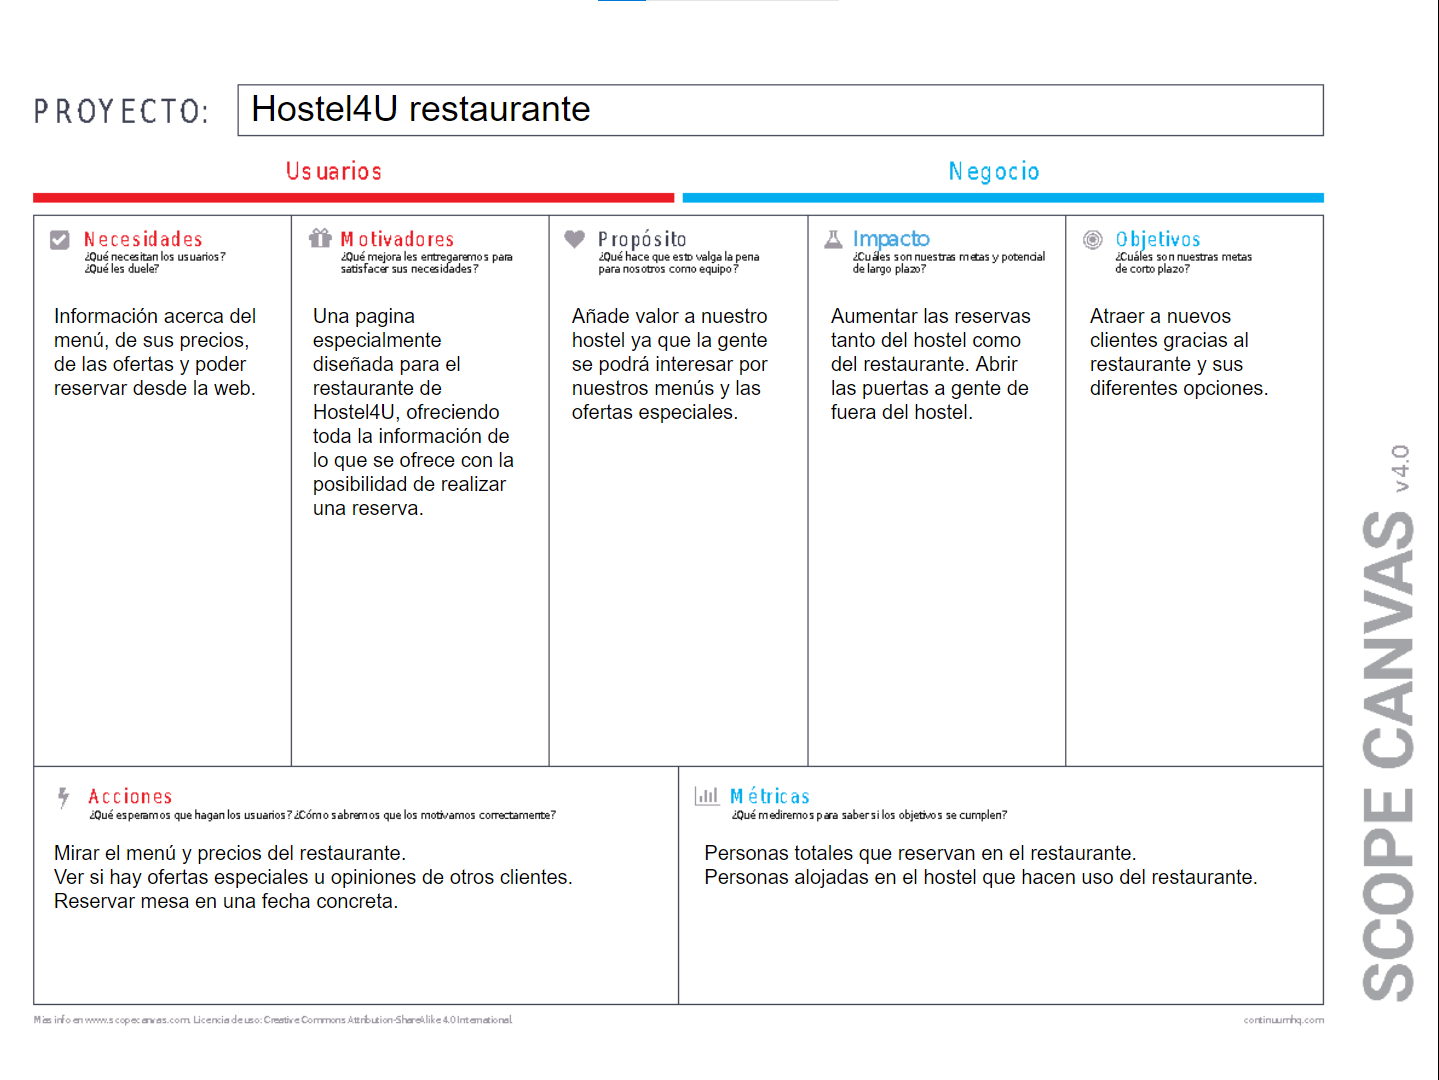 PROYECTO:
Hostel4U restaurante
Usuarios
Negocio
Necesidades
¿Qué necesitan los usuarios?
¿Qué les duele?
Información acerca del
menú, de sus precios,
de las ofertas y poder
reservar desde la web.
Motivadores
¿Qué mejora les entregaremos para
satisfacer sus necesidades?
Una pagina
especialmente
diseñada para el
restaurante de
Hostel4U, ofreciendo
toda la información de
lo que se ofrece con la
posibilidad de realizar
una reserva.
Propósito
¿Qué hace que esto valga la pena
para nosotros como equipo?
Añade valor a nuestro
hostel ya que la gente
se podrá interesar por
nuestros menús y las
ofertas especiales.
Impacto
¿Cuáles son nuestras metas y potencial
de largo plazo?
Aumentar las reservas
tanto del hostel como
del restaurante. Abrir
las puertas a gente de
fuera del hostel.
Objetivos
¿Cuáles son nuestras metas
de corto plazo?
Atraer a nuevos
clientes gracias al
restaurante y sus
diferentes opciones.
Acciones
¿Qué esperamos que hagan los usuarios? ¿Cómo sabremos que los motivamos correctamente?
Mirar el menú y precios del restaurante.
Ver si hay ofertas especiales u opiniones de otros clientes.
Reservar mesa en una fecha concreta.
Métricas
¿Qué mediremos para saber si los objetivos se cumplen?
Personas totales que reservan en el restaurante.
Personas alojadas en el hostel que hacen uso del restaurante.
Más info en www.scopecanvas.com. Licencia de uso: Creative Commons Attribution-ShareAlike 4.0 International.
continuumhq.com
SCOPE CANVAS v4.0